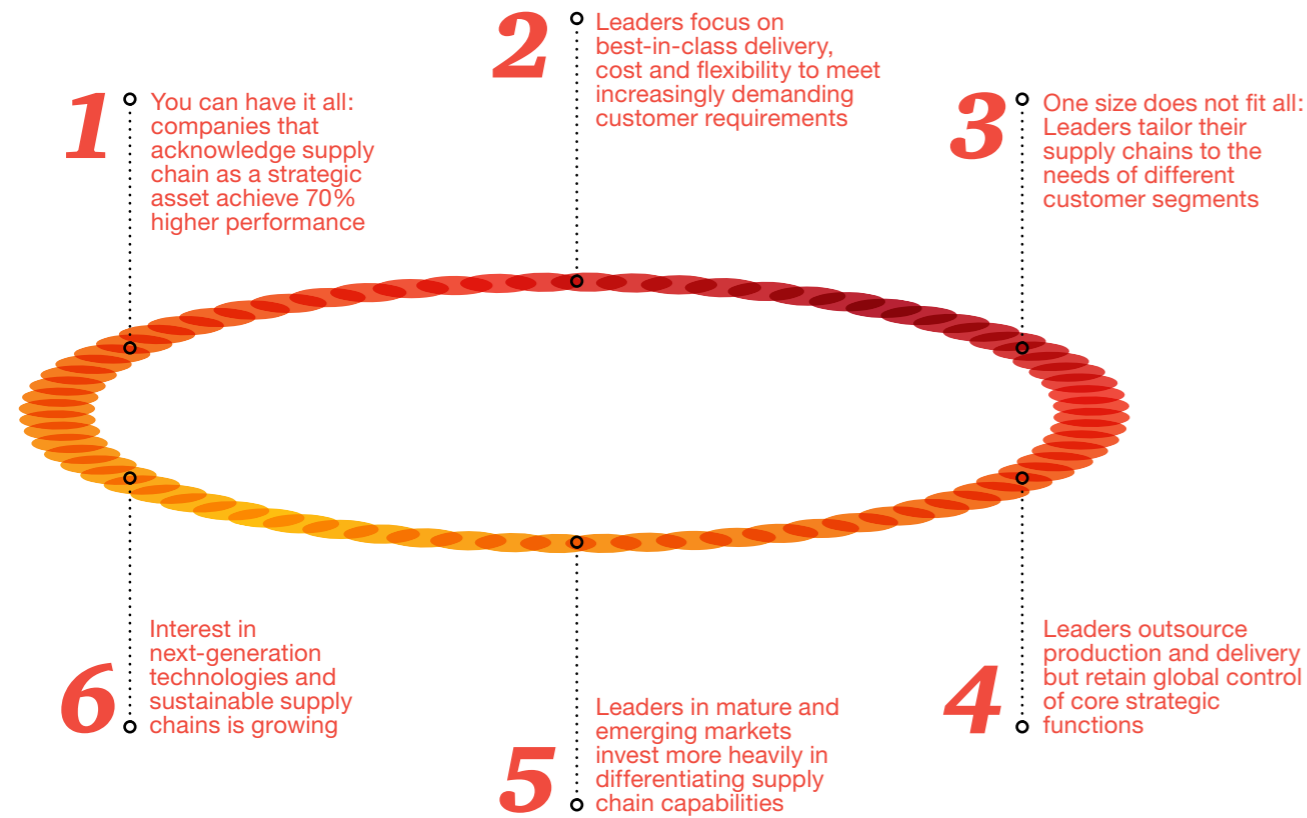 1
You can have it all:
companies that
acknowledge supply
chain as a strategic
asset achieve 70%
higher performance
2
Leaders focus on
best-in-class delivery,
cost and flexibility to meet
increasingly demanding
customer requirements
3
One size does not fit all:
Leaders tailor their
supply chains to the
needs of different
customer segments
4
Leaders outsource
production and delivery
but retain global control
of core strategic
functions
5
Leaders in mature and
emerging markets
invest more heavily in
differentiating supply
chain capabilities
6
Interest in
next-generation
technologies and
sustainable supply
chains is growing